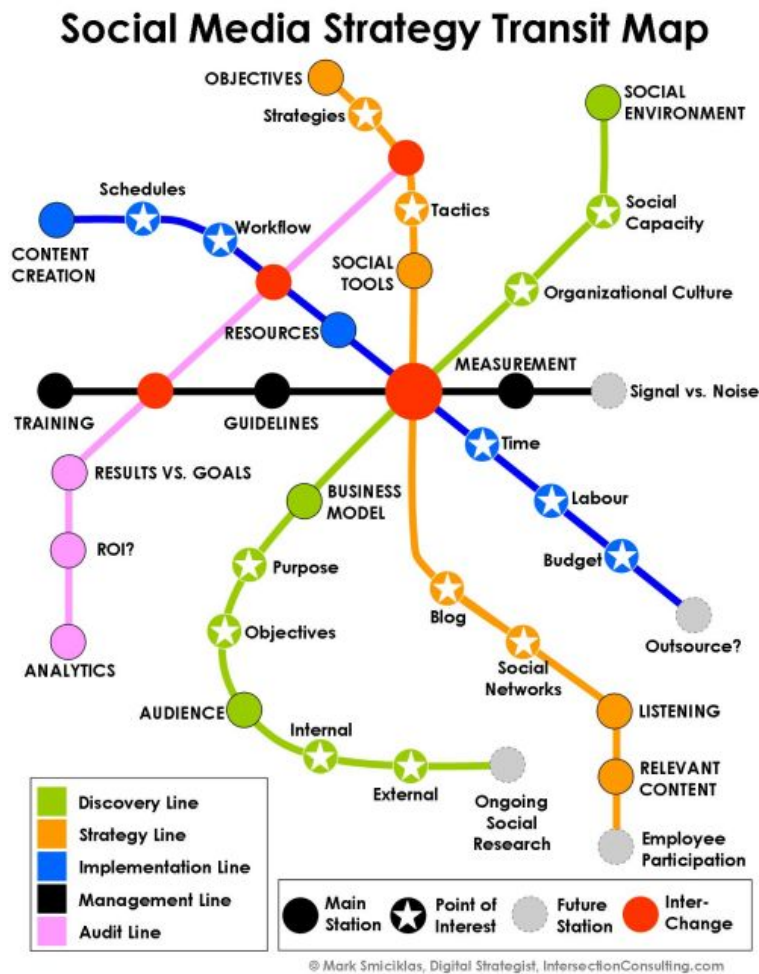 Social Media Strategy Transit Map
OBJECTIVES
Strategies
SOCIAL
ENVIRONMENT
Schedules
Workflow
Tactics
Social
Capacity
CONTENT
CREATION
SOCIAL
TOOLS
Organizational Culture
RESOURCES
MEASUREMENT
TRAINING
GUIDELINES
Signal vs. Noise
Time
RESULTS VS. GOALS
BUSINESS
MODEL
Labour
ROI?
Purpose
Budget
Blog
Objectives
Outsource?
ANALYTICS
Social
Networks
AUDIENCE
LISTENING
Internal
External
RELEVANT
CONTENT
Ongoing
Social
Research
Employee
Participation
Discovery Line
Strategy Line
Implementation Line
Management Line
Audit Line
Main
Station
Point of
Interest
Future
Station
Inter-
Change
© Mark Smiciklas, Digital Strategist, IntersectionConsulting.com